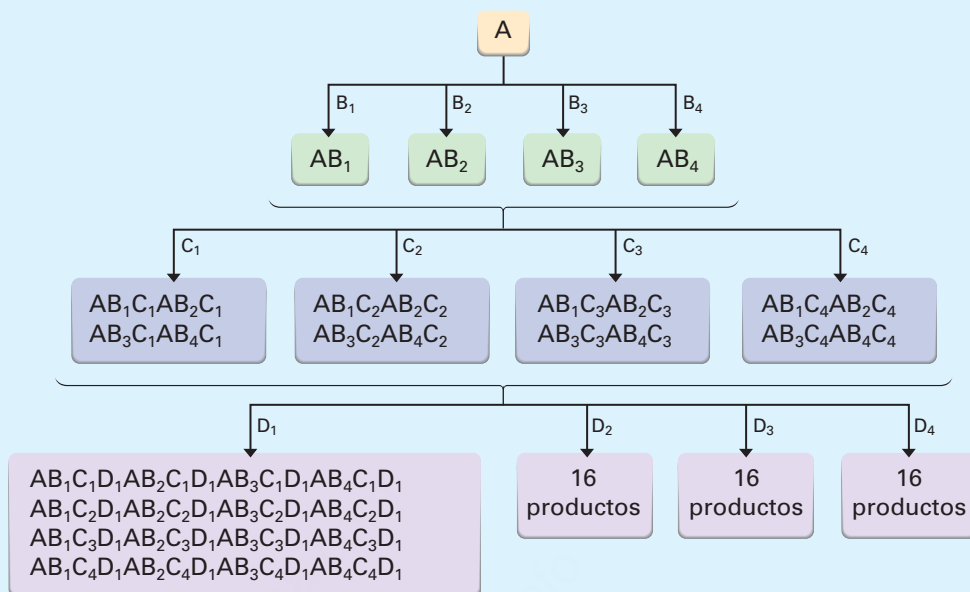 A
B₁ B₂ B₃ B₄
AB₁ AB₂ AB₃ AB₄
C₁ C₂ C₃ C₄
AB₁C₁AB₂C₁
AB₃C₁AB₄C₁
AB₁C₂AB₂C₂
AB₃C₂AB₄C₂
AB₁C₃AB₂C₃
AB₃C₃AB₄C₃
AB₁C₄AB₂C₄
AB₃C₄AB₄C₄
D₁ D₂ D₃ D₄
AB₁C₁D₁AB₂C₁D₁AB₃C₁D₁AB₄C₁D₁
AB₁C₂D₁AB₂C₂D₁AB₃C₂D₁AB₄C₂D₁
AB₁C₃D₁AB₂C₃D₁AB₃C₃D₁AB₄C₃D₁
AB₁C₄D₁AB₂C₄D₁AB₃C₄D₁AB₄C₄D₁
16
productos
16
productos
16
productos